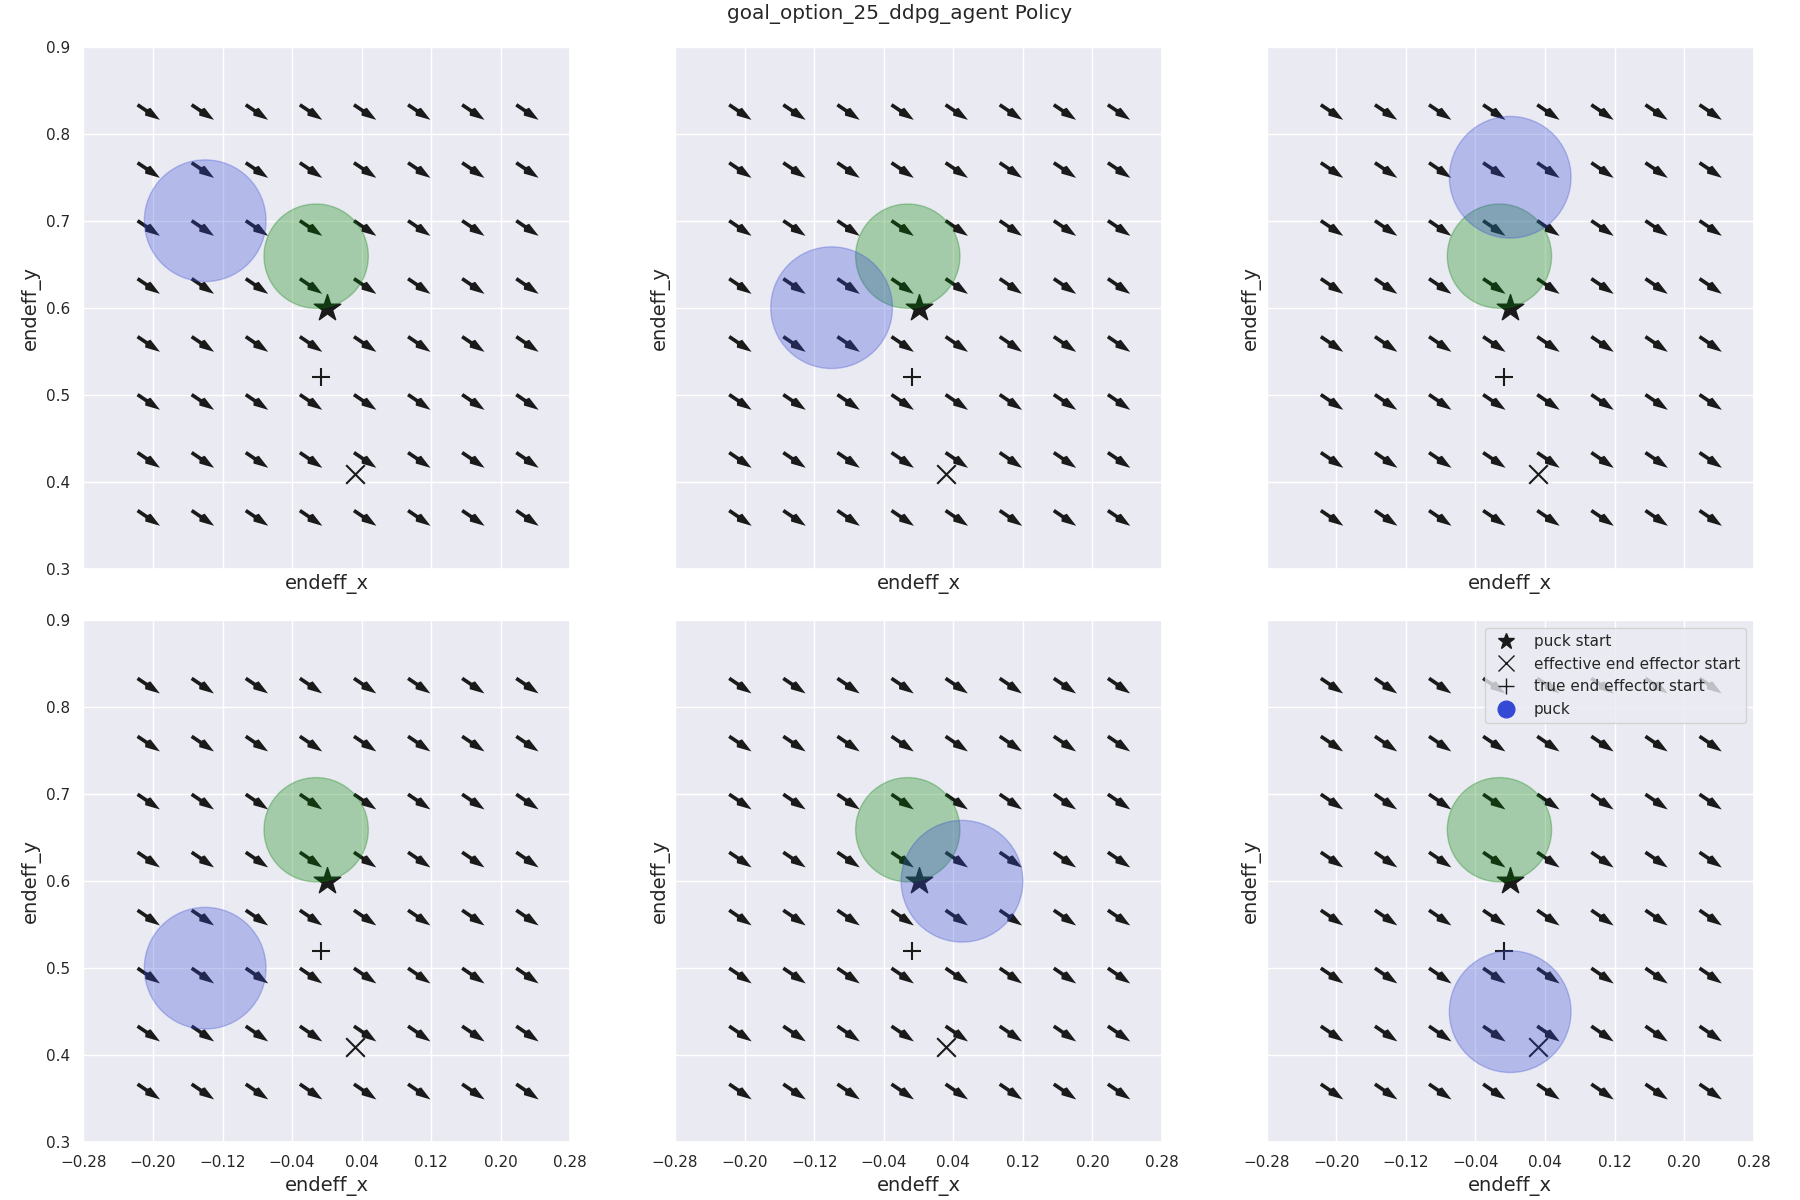 goal_option_25_ddpg_agent Policy
0.9
0.8
0.7
0.6
0.5
0.4
0.3
endeff_y
endeff_x
endeff_y
endeff_x
endeff_y
endeff_x
0.9
0.8
0.7
0.6
0.5
0.4
0.3
endeff_y
−0.28 −0.20 −0.12 −0.04 0.04 0.12 0.20 0.28
endeff_x
endeff_y
−0.28 −0.20 −0.12 −0.04 0.04 0.12 0.20 0.28
endeff_x
endeff_y
puck start
effective end effector start
true end effector start
puck
−0.28 −0.20 −0.12 −0.04 0.04 0.12 0.20 0.28
endeff_x